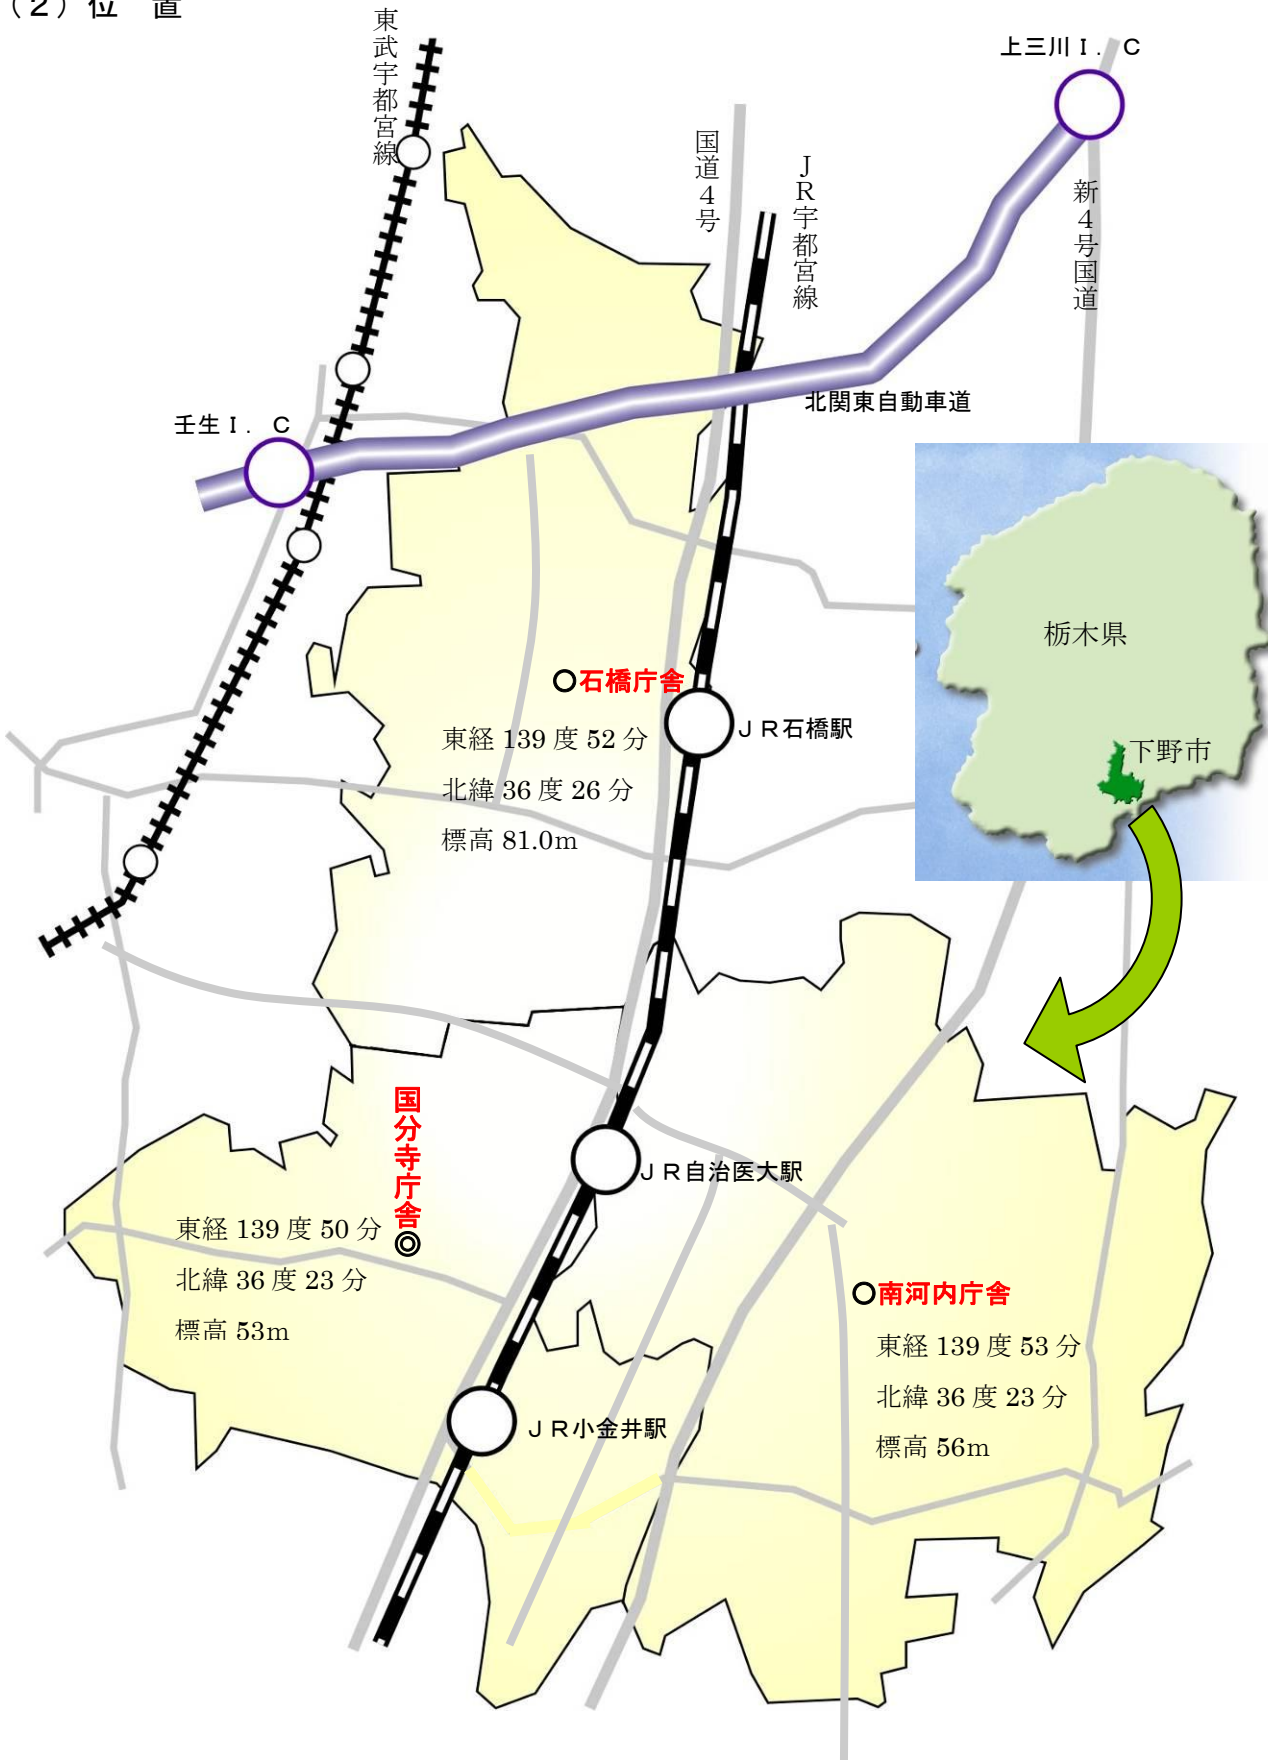 （２）位　置
東武宇都宮線
上三川Ｉ．Ｃ
国道４号
ＪＲ宇都宮線
新４号国道
北関東自動車道
壬生Ｉ．Ｃ
栃木県
下野市
石橋庁舎
ＪＲ石橋駅
東経 139 度 52 分
北緯 36 度 26 分
標高 81.0m
国分寺庁舎
ＪＲ自治医大駅
東経 139 度 50 分
北緯 36 度 23 分
標高 53m
南河内庁舎
東経 139 度 53 分
北緯 36 度 23 分
標高 56m
ＪＲ小金井駅